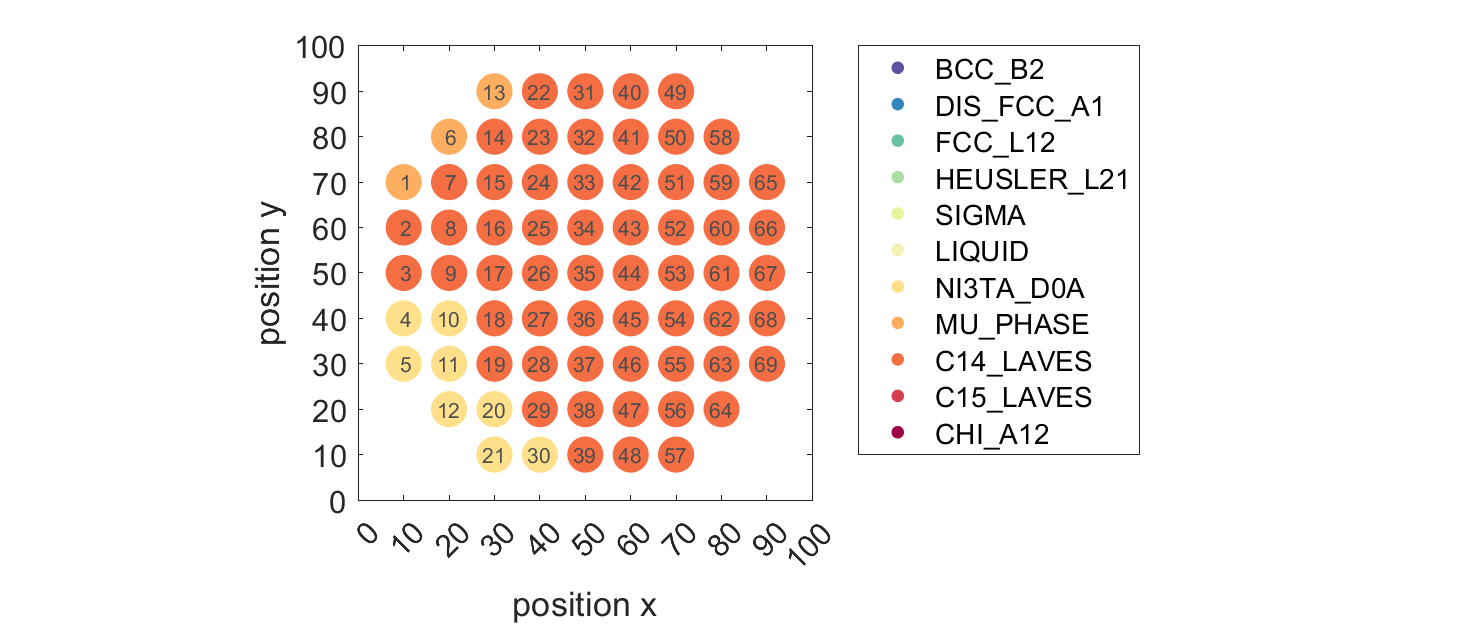 100
90
80
70
60
50
40
30
20
10
0
13 22 31 40 49
6 14 23 32 41 50 58
1 7 15 24 33 42 51 59 65
2 8 16 25 34 43 52 60 66
3 9 17 26 35 44 53 61 67
4 10 18 27 36 45 54 62 68
5 11 19 28 37 46 55 63 69
12 20 29 38 47 56 64
21 30 39 48 57
0 10 20 30 40 50 60 70 80 90 100
position x
position y
BCC_B2
DIS_FCC_A1
FCC_L12
HEUSLER_L21
SIGMA
LIQUID
NI3TA_D0A
MU_PHASE
C14_LAVES
C15_LAVES
CHI_A12